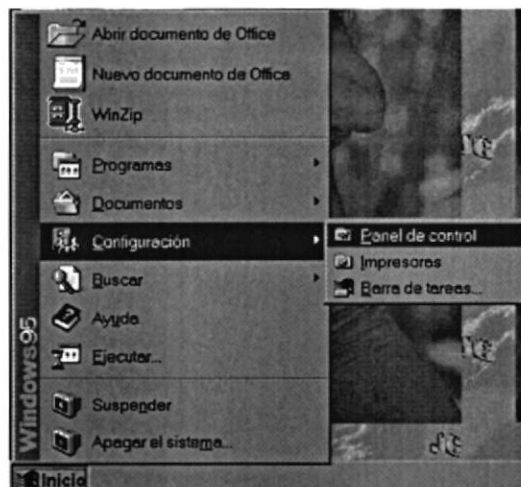 Abrir documento de Office
Nuevo documento de Office
WinZip
Programas
Documentos
Configuración
Panel de control
Impresoras
Barra de tareas...
Buscar
Ayuda
Ejecutar...
Suspender
Apagar el sistema...
Windows95
Inicio